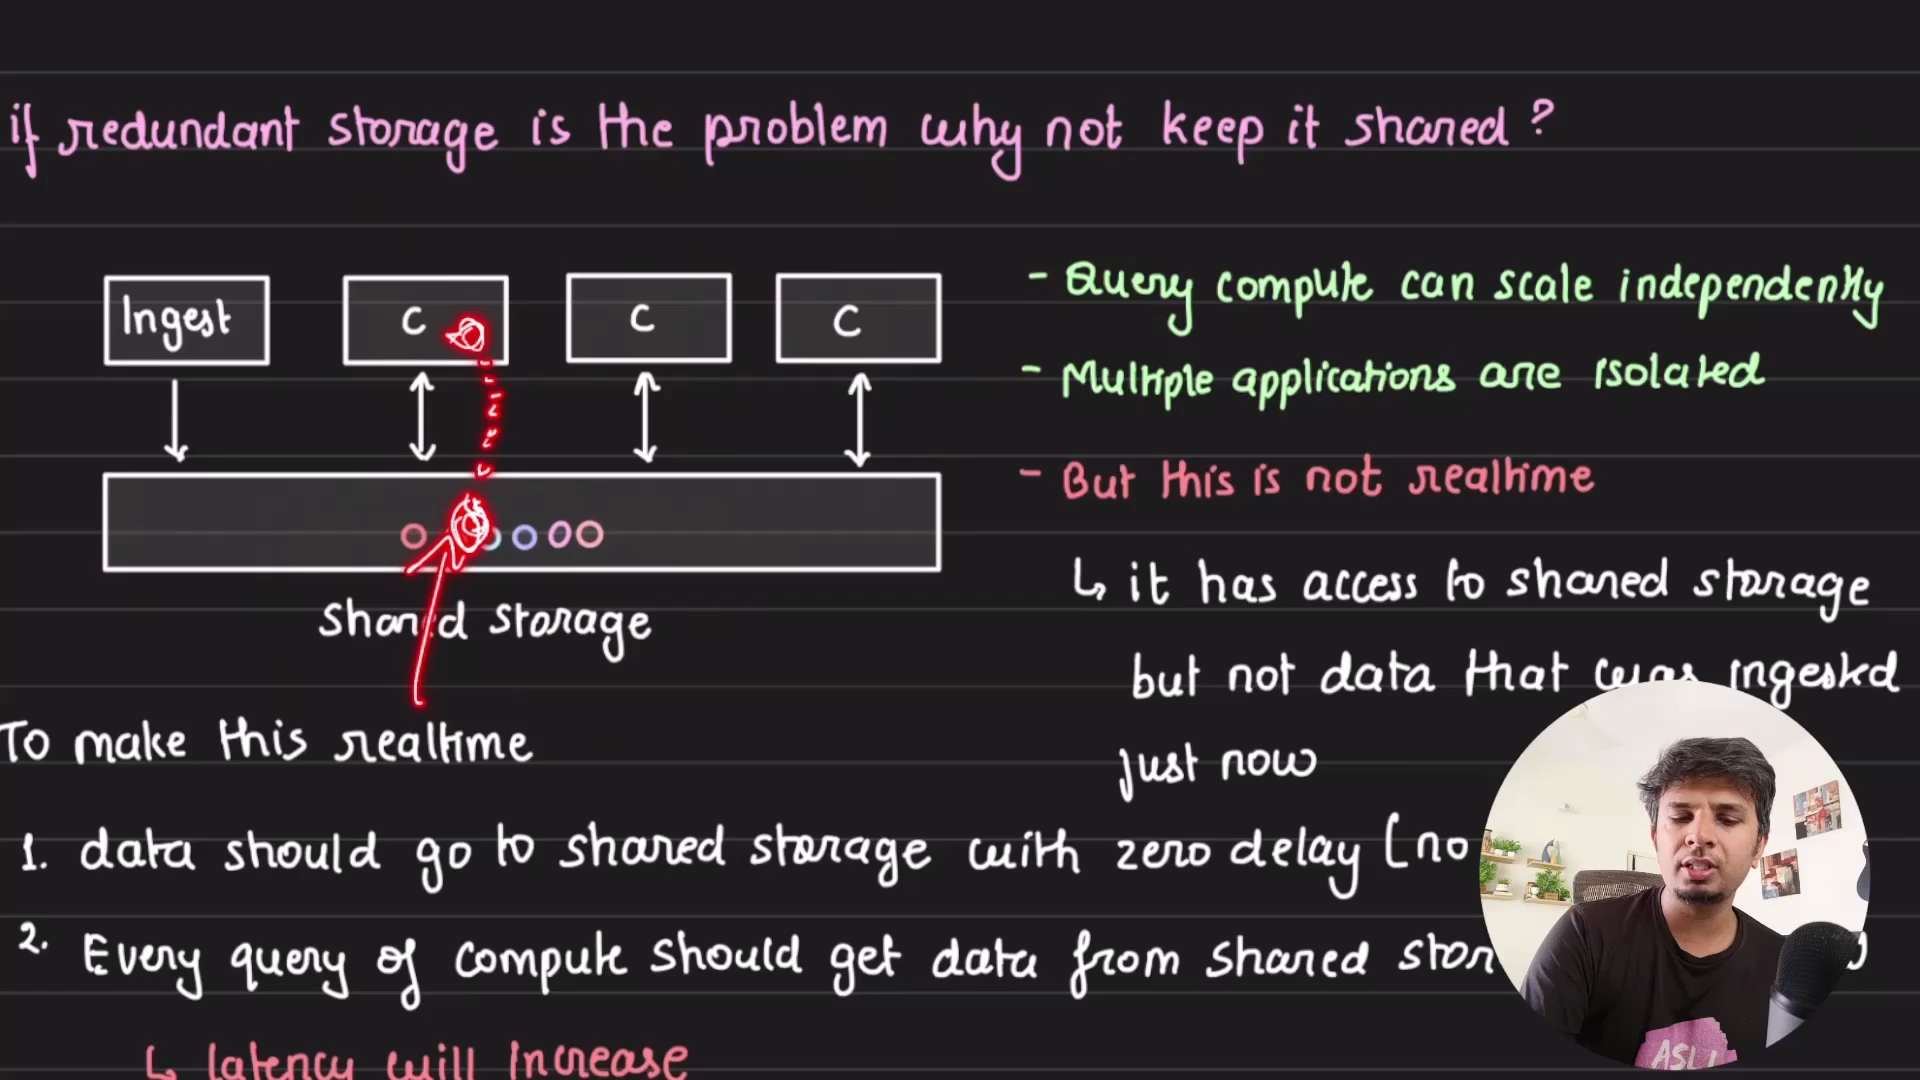 if redundant storage is the problem why not keep it shared?
Ingest
C
C
C
Shared storage
- Query compute can scale independently
- Multiple applications are isolated
- But this is not realtime
↳ it has access to shared storage
but not data that was ingested
just now
To make this realtime
1. data should go to shared storage with zero delay (no
2. Every query of compute should get data from shared stor
↳ latency will increase
ASLI